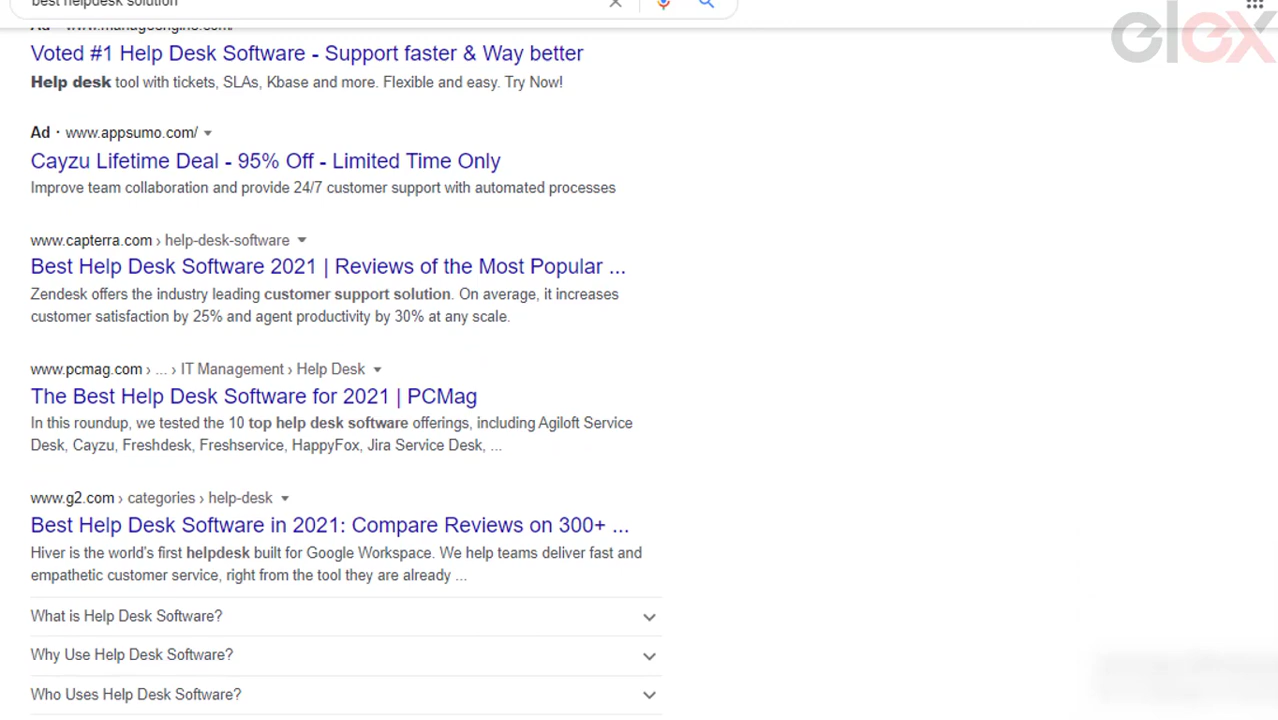 best helpdesk solution
elex
Ad · www.manageengine.com/
Voted #1 Help Desk Software - Support faster & Way better
Help desk tool with tickets, SLAs, Kbase and more. Flexible and easy. Try Now!
Ad · www.appsumo.com/
Cayzu Lifetime Deal - 95% Off - Limited Time Only
Improve team collaboration and provide 24/7 customer support with automated processes
www.capterra.com › help-desk-software
Best Help Desk Software 2021 | Reviews of the Most Popular ...
Zendesk offers the industry leading customer support solution. On average, it increases
customer satisfaction by 25% and agent productivity by 30% at any scale.
www.pcmag.com › ... › IT Management › Help Desk
The Best Help Desk Software for 2021 | PCMag
In this roundup, we tested the 10 top help desk software offerings, including Agiloft Service
Desk, Cayzu, Freshdesk, Freshservice, HappyFox, Jira Service Desk, ...
www.g2.com › categories › help-desk
Best Help Desk Software in 2021: Compare Reviews on 300+ ...
Hiver is the world's first helpdesk built for Google Workspace. We help teams deliver fast and
empathetic customer service, right from the tool they are already ...
What is Help Desk Software?
Why Use Help Desk Software?
Who Uses Help Desk Software?